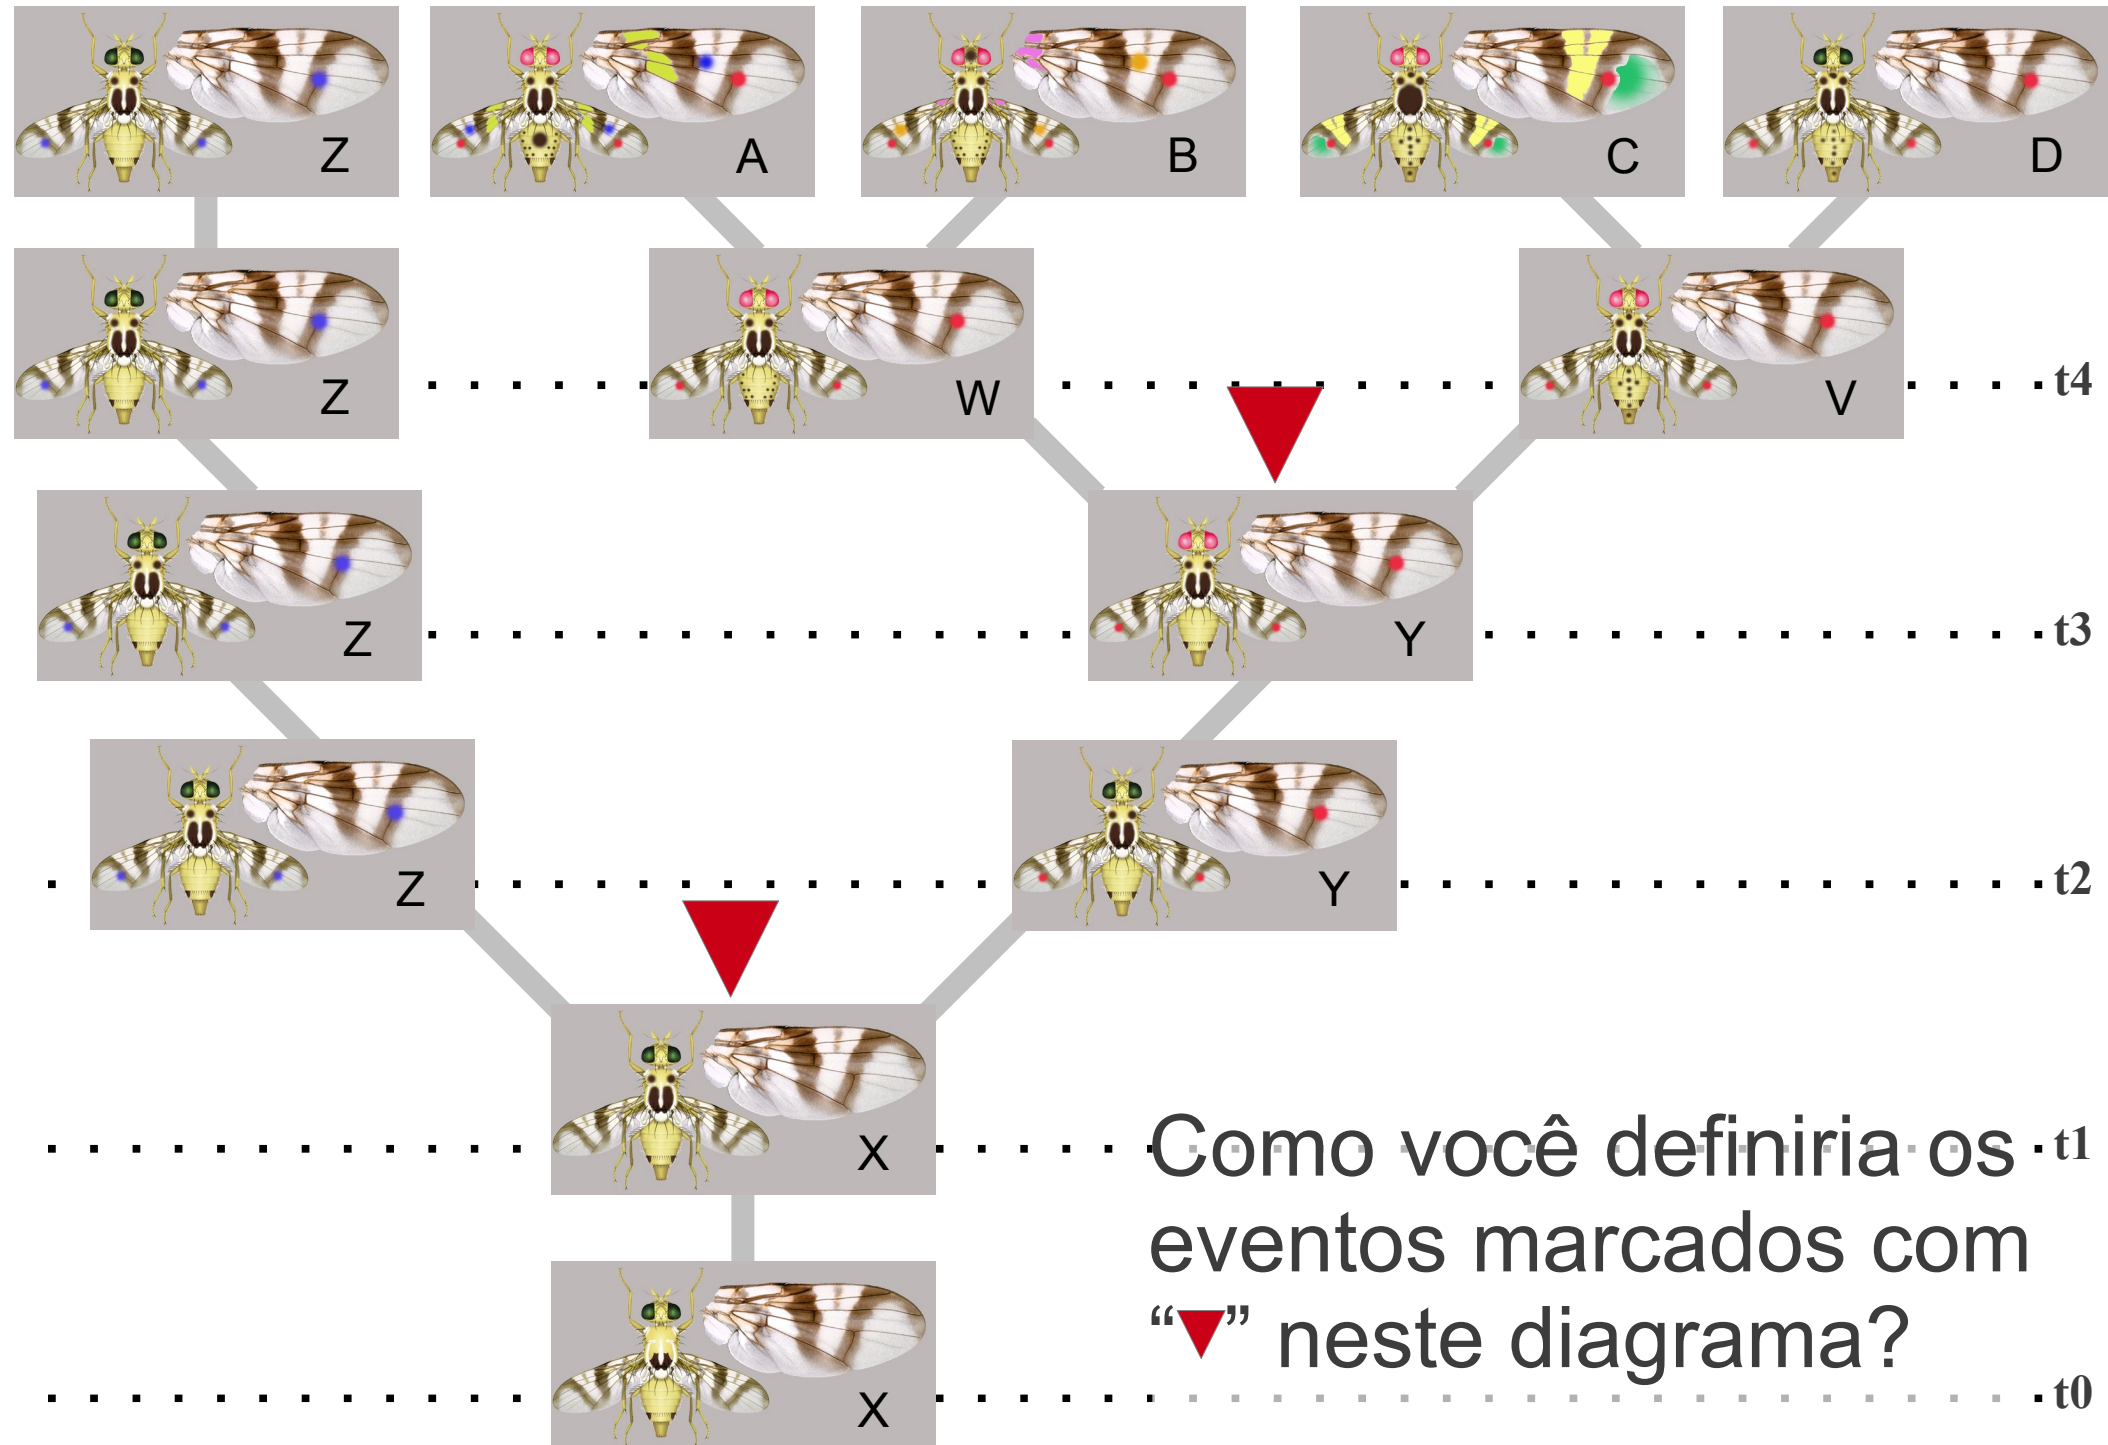 Z
A
B
C
D
Z
W
V
t4
Z
Y
t3
Z
Y
t2
X
t1
Como você definiria os
eventos marcados com
“▼” neste diagrama?
X
t0